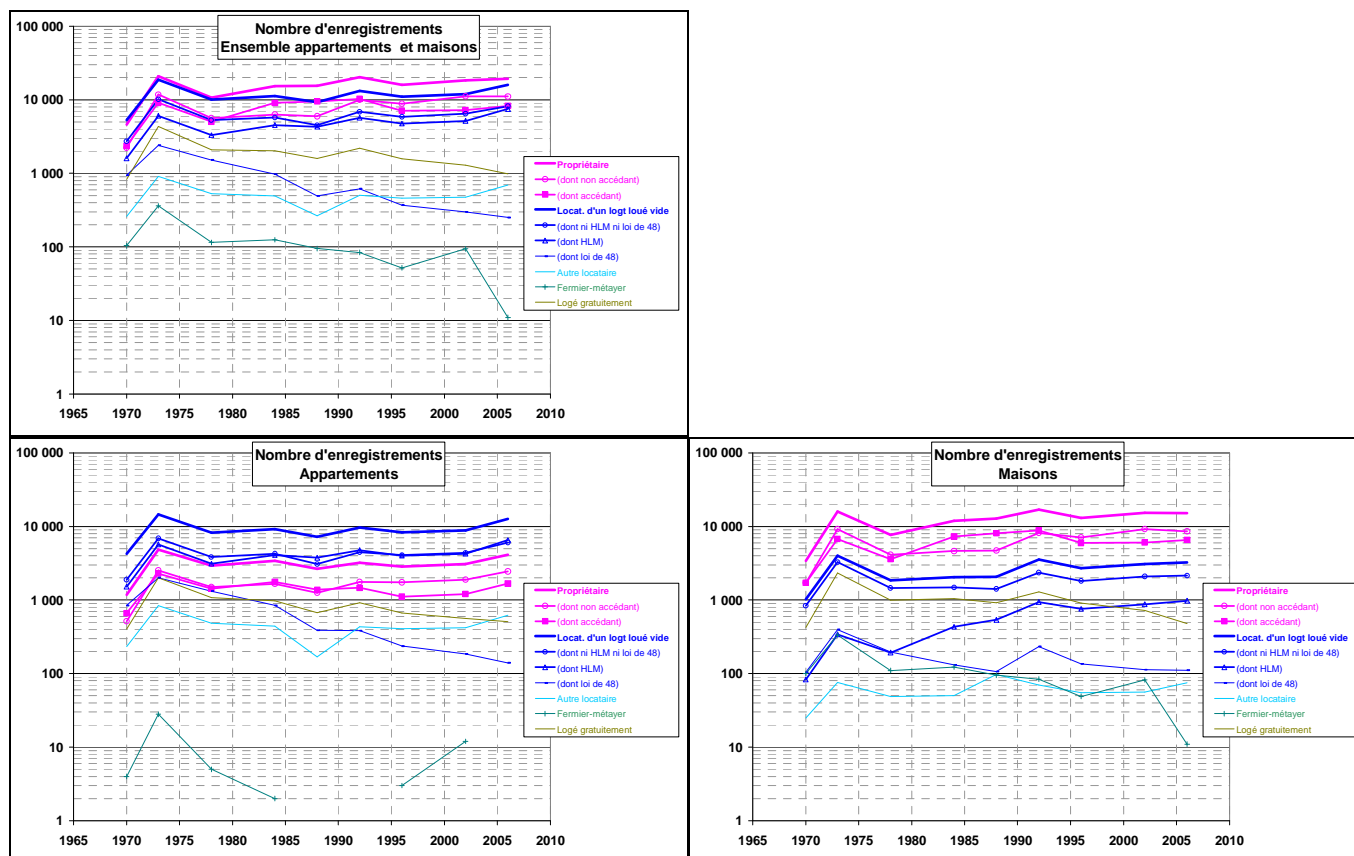 Nombre d'enregistrements
Ensemble appartements et maisons
100 000
10 000
1 000
100
10
1
1965 1970 1975 1980 1985 1990 1995 2000 2005 2010
Propriétaire
(dont non accédant)
(dont accédant)
Locat. d'un logt loué vide
(dont ni HLM ni loi de 48)
(dont HLM)
(dont loi de 48)
Autre locataire
Fermier-métayer
Logé gratuitement
Nombre d'enregistrements
Appartements
100 000
10 000
1 000
100
10
1
1965 1970 1975 1980 1985 1990 1995 2000 2005 2010
Propriétaire
(dont non accédant)
(dont accédant)
Locat. d'un logt loué vide
(dont ni HLM ni loi de 48)
(dont HLM)
(dont loi de 48)
Autre locataire
Fermier-métayer
Logé gratuitement
Nombre d'enregistrements
Maisons
100 000
10 000
1 000
100
10
1
1965 1970 1975 1980 1985 1990 1995 2000 2005 2010
Propriétaire
(dont non accédant)
(dont accédant)
Locat. d'un logt loué vide
(dont ni HLM ni loi de 48)
(dont HLM)
(dont loi de 48)
Autre locataire
Fermier-métayer
Logé gratuitement